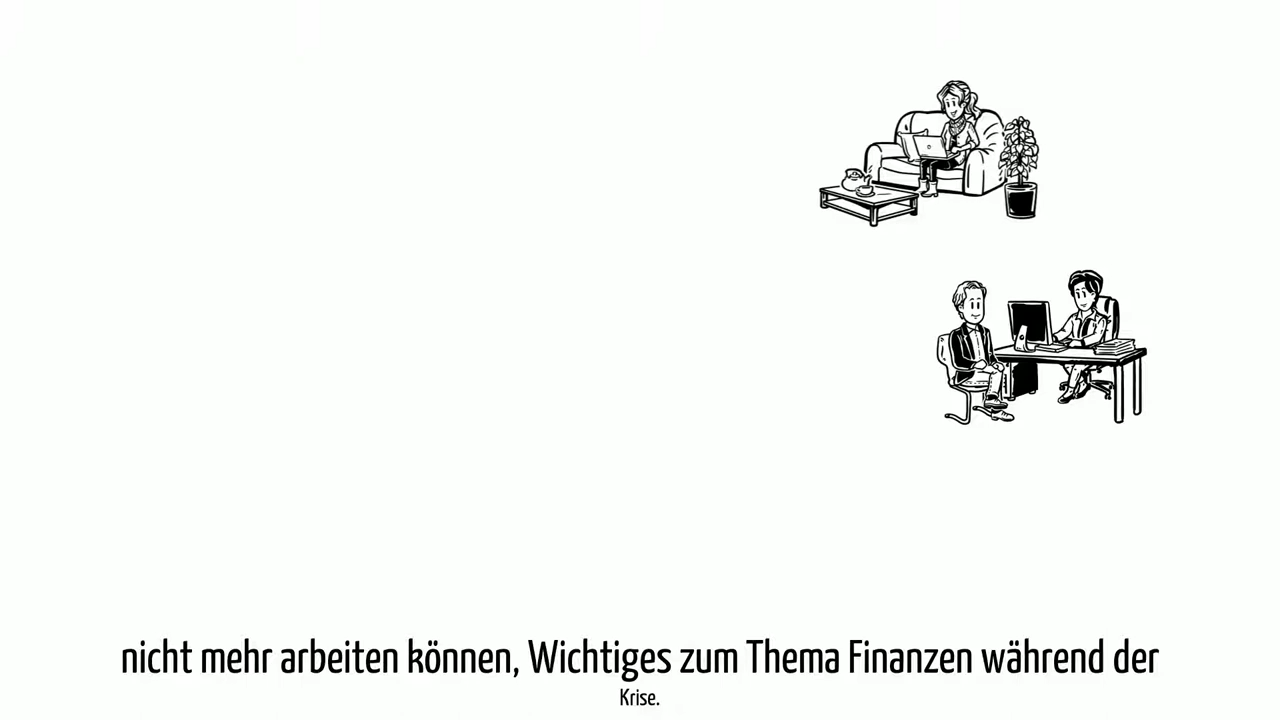 nicht mehr arbeiten können, Wichtiges zum Thema Finanzen während der
Krise.